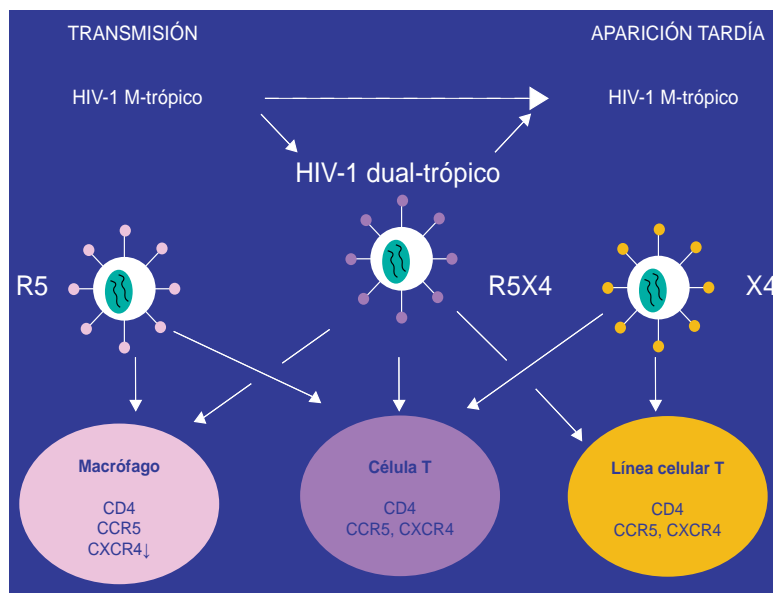 TRANSMISIÓN
APARICIÓN TARDÍA
HIV-1 M-trópico
HIV-1 M-trópico
HIV-1 dual-trópico
R5
R5X4
X4
Macrófago
CD4
CCR5
CXCR4↓
Célula T
CD4
CCR5, CXCR4
Línea celular T
CD4
CCR5, CXCR4